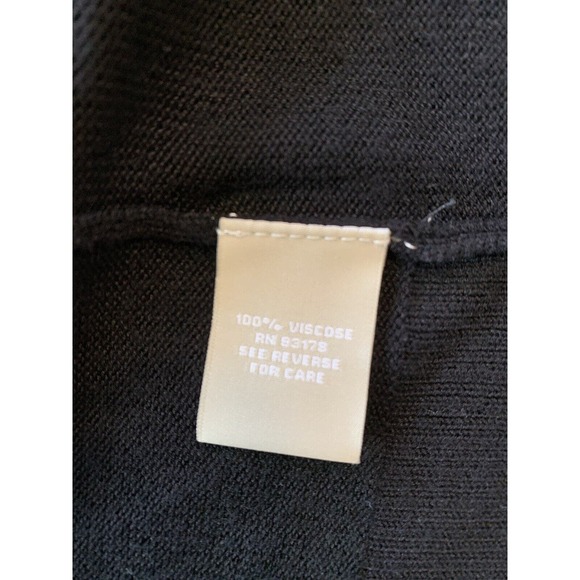 100% VISCOSE
RN 93178
SEE REVERSE
FOR CARE